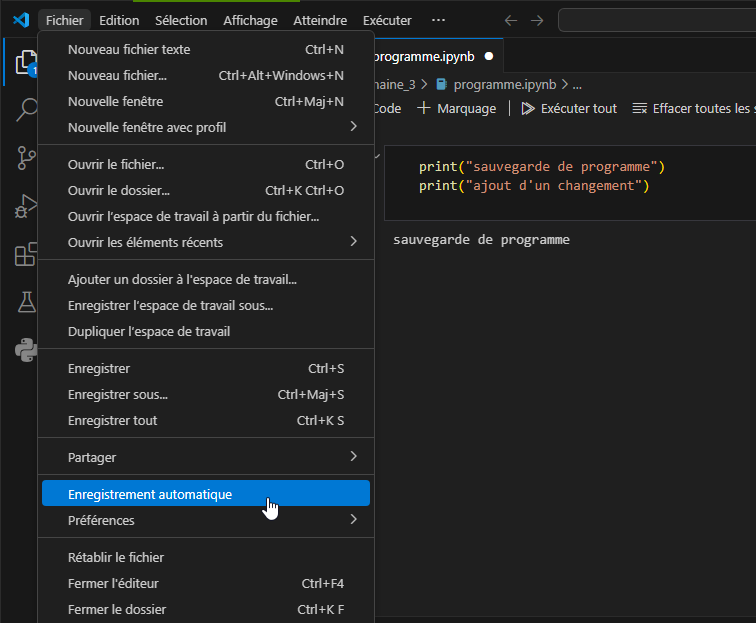 Fichier Edition Sélection Affichage Atteindre Exécuter ···
1
programme.ipynb
Nouveau fichier texte Ctrl+N
Nouveau fichier... Ctrl+Alt+Windows+N
Nouvelle fenêtre Ctrl+Maj+N
Nouvelle fenêtre avec profil
Ouvrir le fichier... Ctrl+O
Ouvrir le dossier... Ctrl+K Ctrl+O
Ouvrir l'espace de travail à partir du fichier...
Ouvrir les éléments récents
Ajouter un dossier à l'espace de travail...
Enregistrer l'espace de travail sous...
Dupliquer l'espace de travail
Enregistrer Ctrl+S
Enregistrer sous... Ctrl+Maj+S
Enregistrer tout Ctrl+K S
Partager
Enregistrement automatique
Préférences
Rétablir le fichier
Fermer l'éditeur Ctrl+F4
Fermer le dossier Ctrl+K F
naine_3 > programme.ipynb > ...
Code + Marquage | Exécuter tout Effacer toutes les s
print("sauvegarde de programme")
print("ajout d'un changement")
sauvegarde de programme